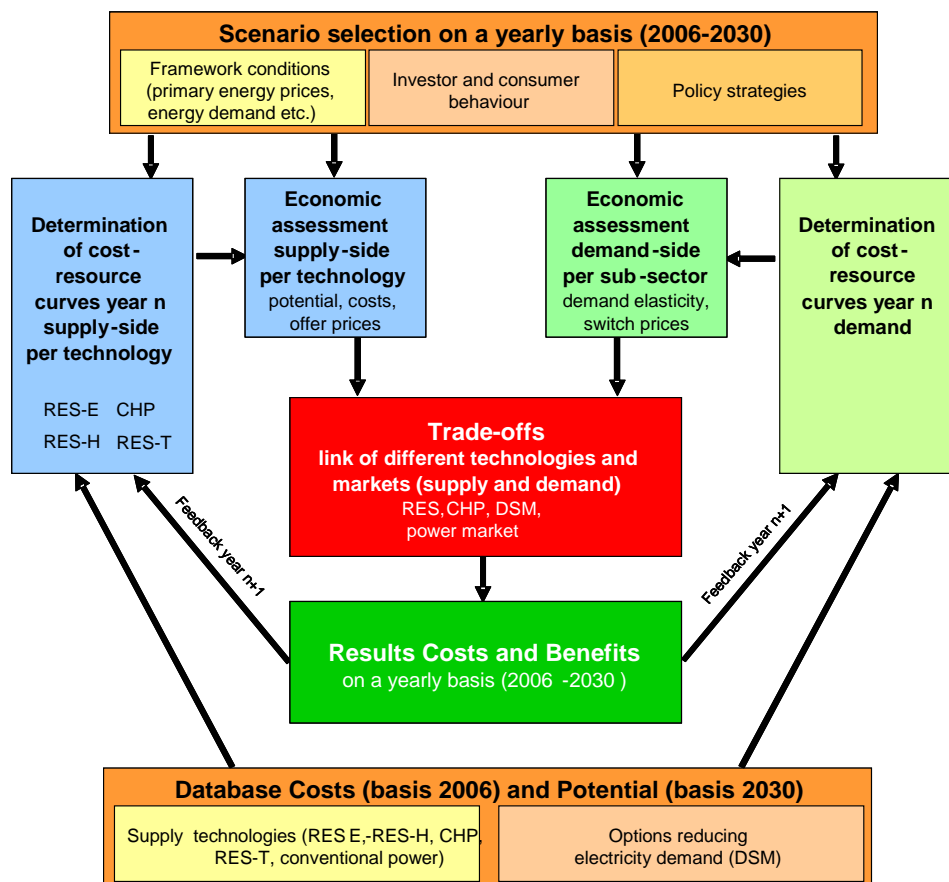 Scenario selection on a yearly basis (2006-2030)
Framework conditions
(primary energy prices,
energy demand etc.)
Investor and consumer
behaviour
Policy strategies
Determination
of cost-
resource
curves year n
supply-side
per technology
RES-E CHP
RES-H RES-T
Economic
assessment
supply-side
per technology
potential, costs,
offer prices
Economic
assessment
demand-side
per sub-sector
demand elasticity,
switch prices
Determination
of cost-
resource
curves year n
demand
Trade-offs
link of different technologies and
markets (supply and demand)
RES,CHP, DSM,
power market
Feedback year n+1
Feedback year n+1
Results Costs and Benefits
on a yearly basis (2006 -2030 )
Database Costs (basis 2006) and Potential (basis 2030)
Supply technologies (RES E,-RES-H, CHP,
RES-T, conventional power)
Options reducing
electricity demand (DSM)